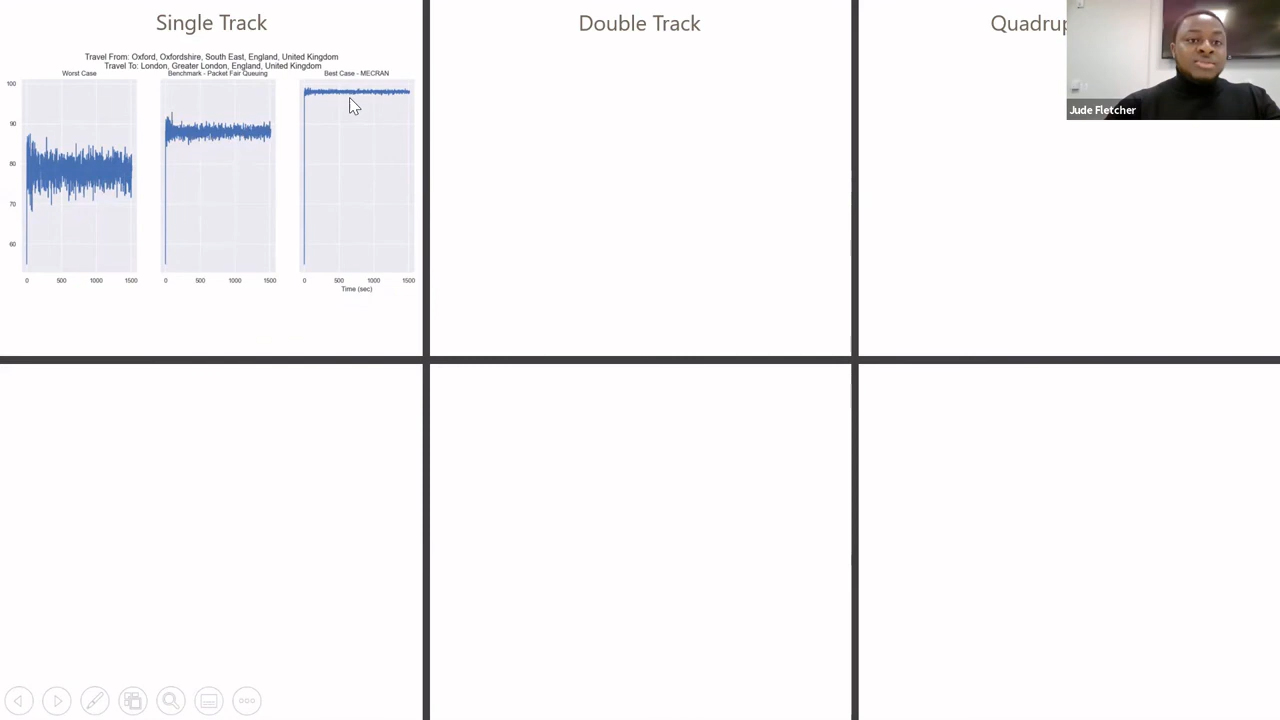 Single Track
Double Track
Quadrup
Jude Fletcher
Travel From: Oxford, Oxfordshire, South East, England, United Kingdom
Travel To: London, Greater London, England, United Kingdom
Worst Case
Benchmark - Packet Fair Queuing
Best Case - MECRAN
100
90
80
70
60
0 500 1000 1500
0 500 1000 1500
0 500 1000 1500
Time (sec)